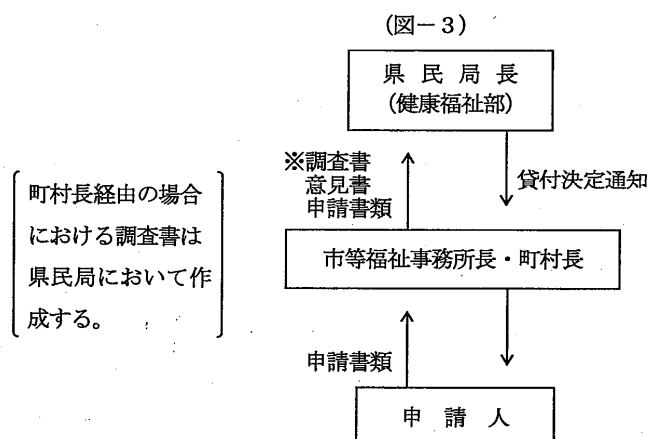 (図-3)
県民局長
(健康福祉部)
※調査書
意見書
申請書類
貸付決定通知
町村長経由の場合
における調査書は
県民局において作
成する。
市等福祉事務所長・町村長
申請書類
申請人